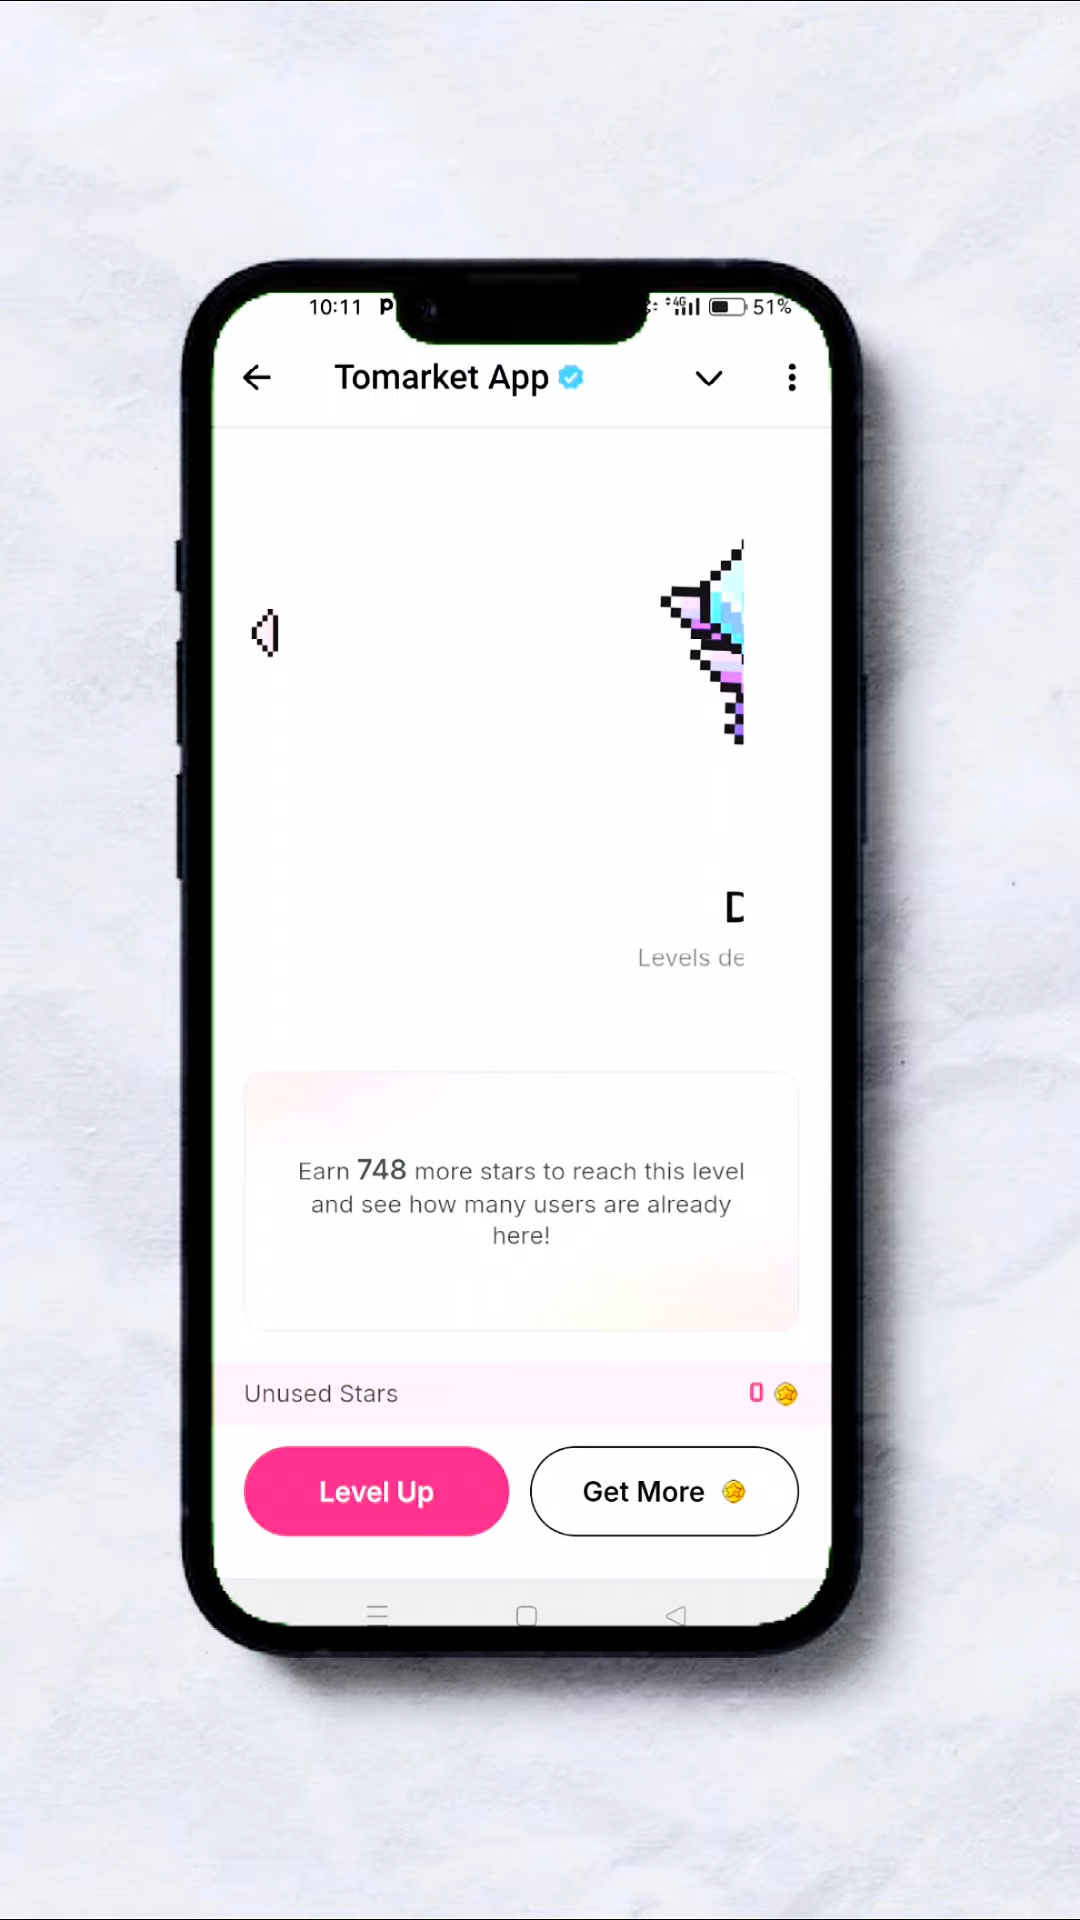 10:11 P 4G 51%
Tomarket App
D
Levels de
Earn 748 more stars to reach this level
and see how many users are already
here!
Unused Stars 0
Level Up Get More